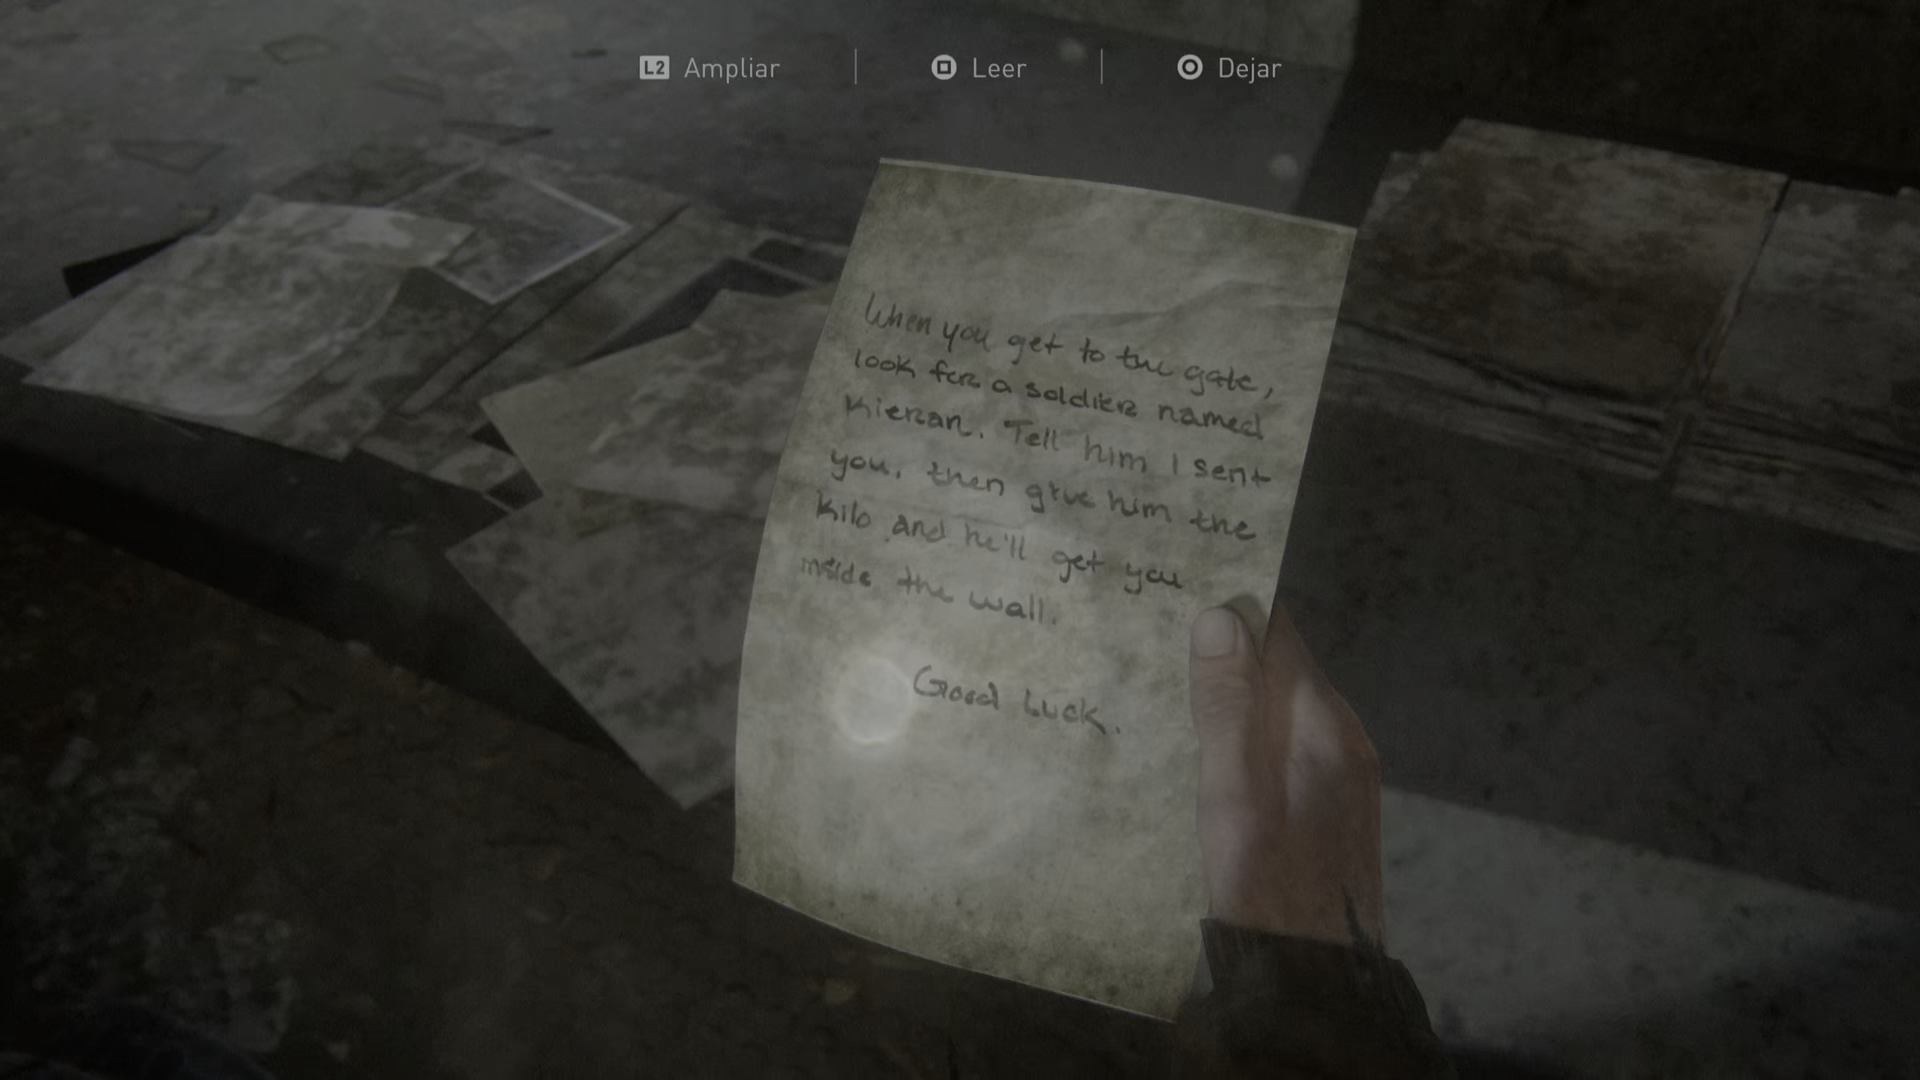 L2 Ampliar | Leer | Dejar
When you get to the gate,
look for a soldier named
Kieran. Tell him I sent
you, then give him the
kilo and he'll get you
inside the wall.
Good Luck.